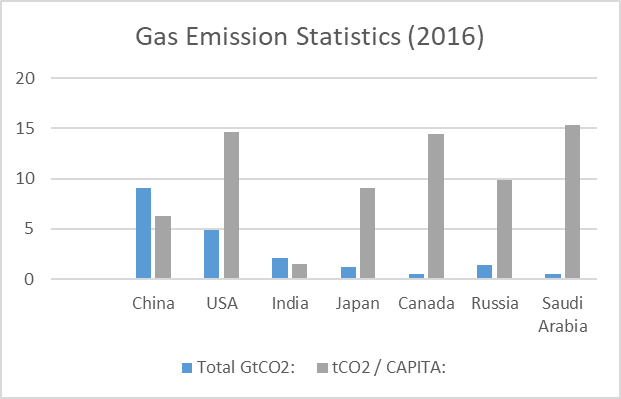 Gas Emission Statistics (2016)
20
15
10
5
0
China USA India Japan Canada Russia Saudi
Arabia
Total GtCO2: tCO2 / CAPITA: